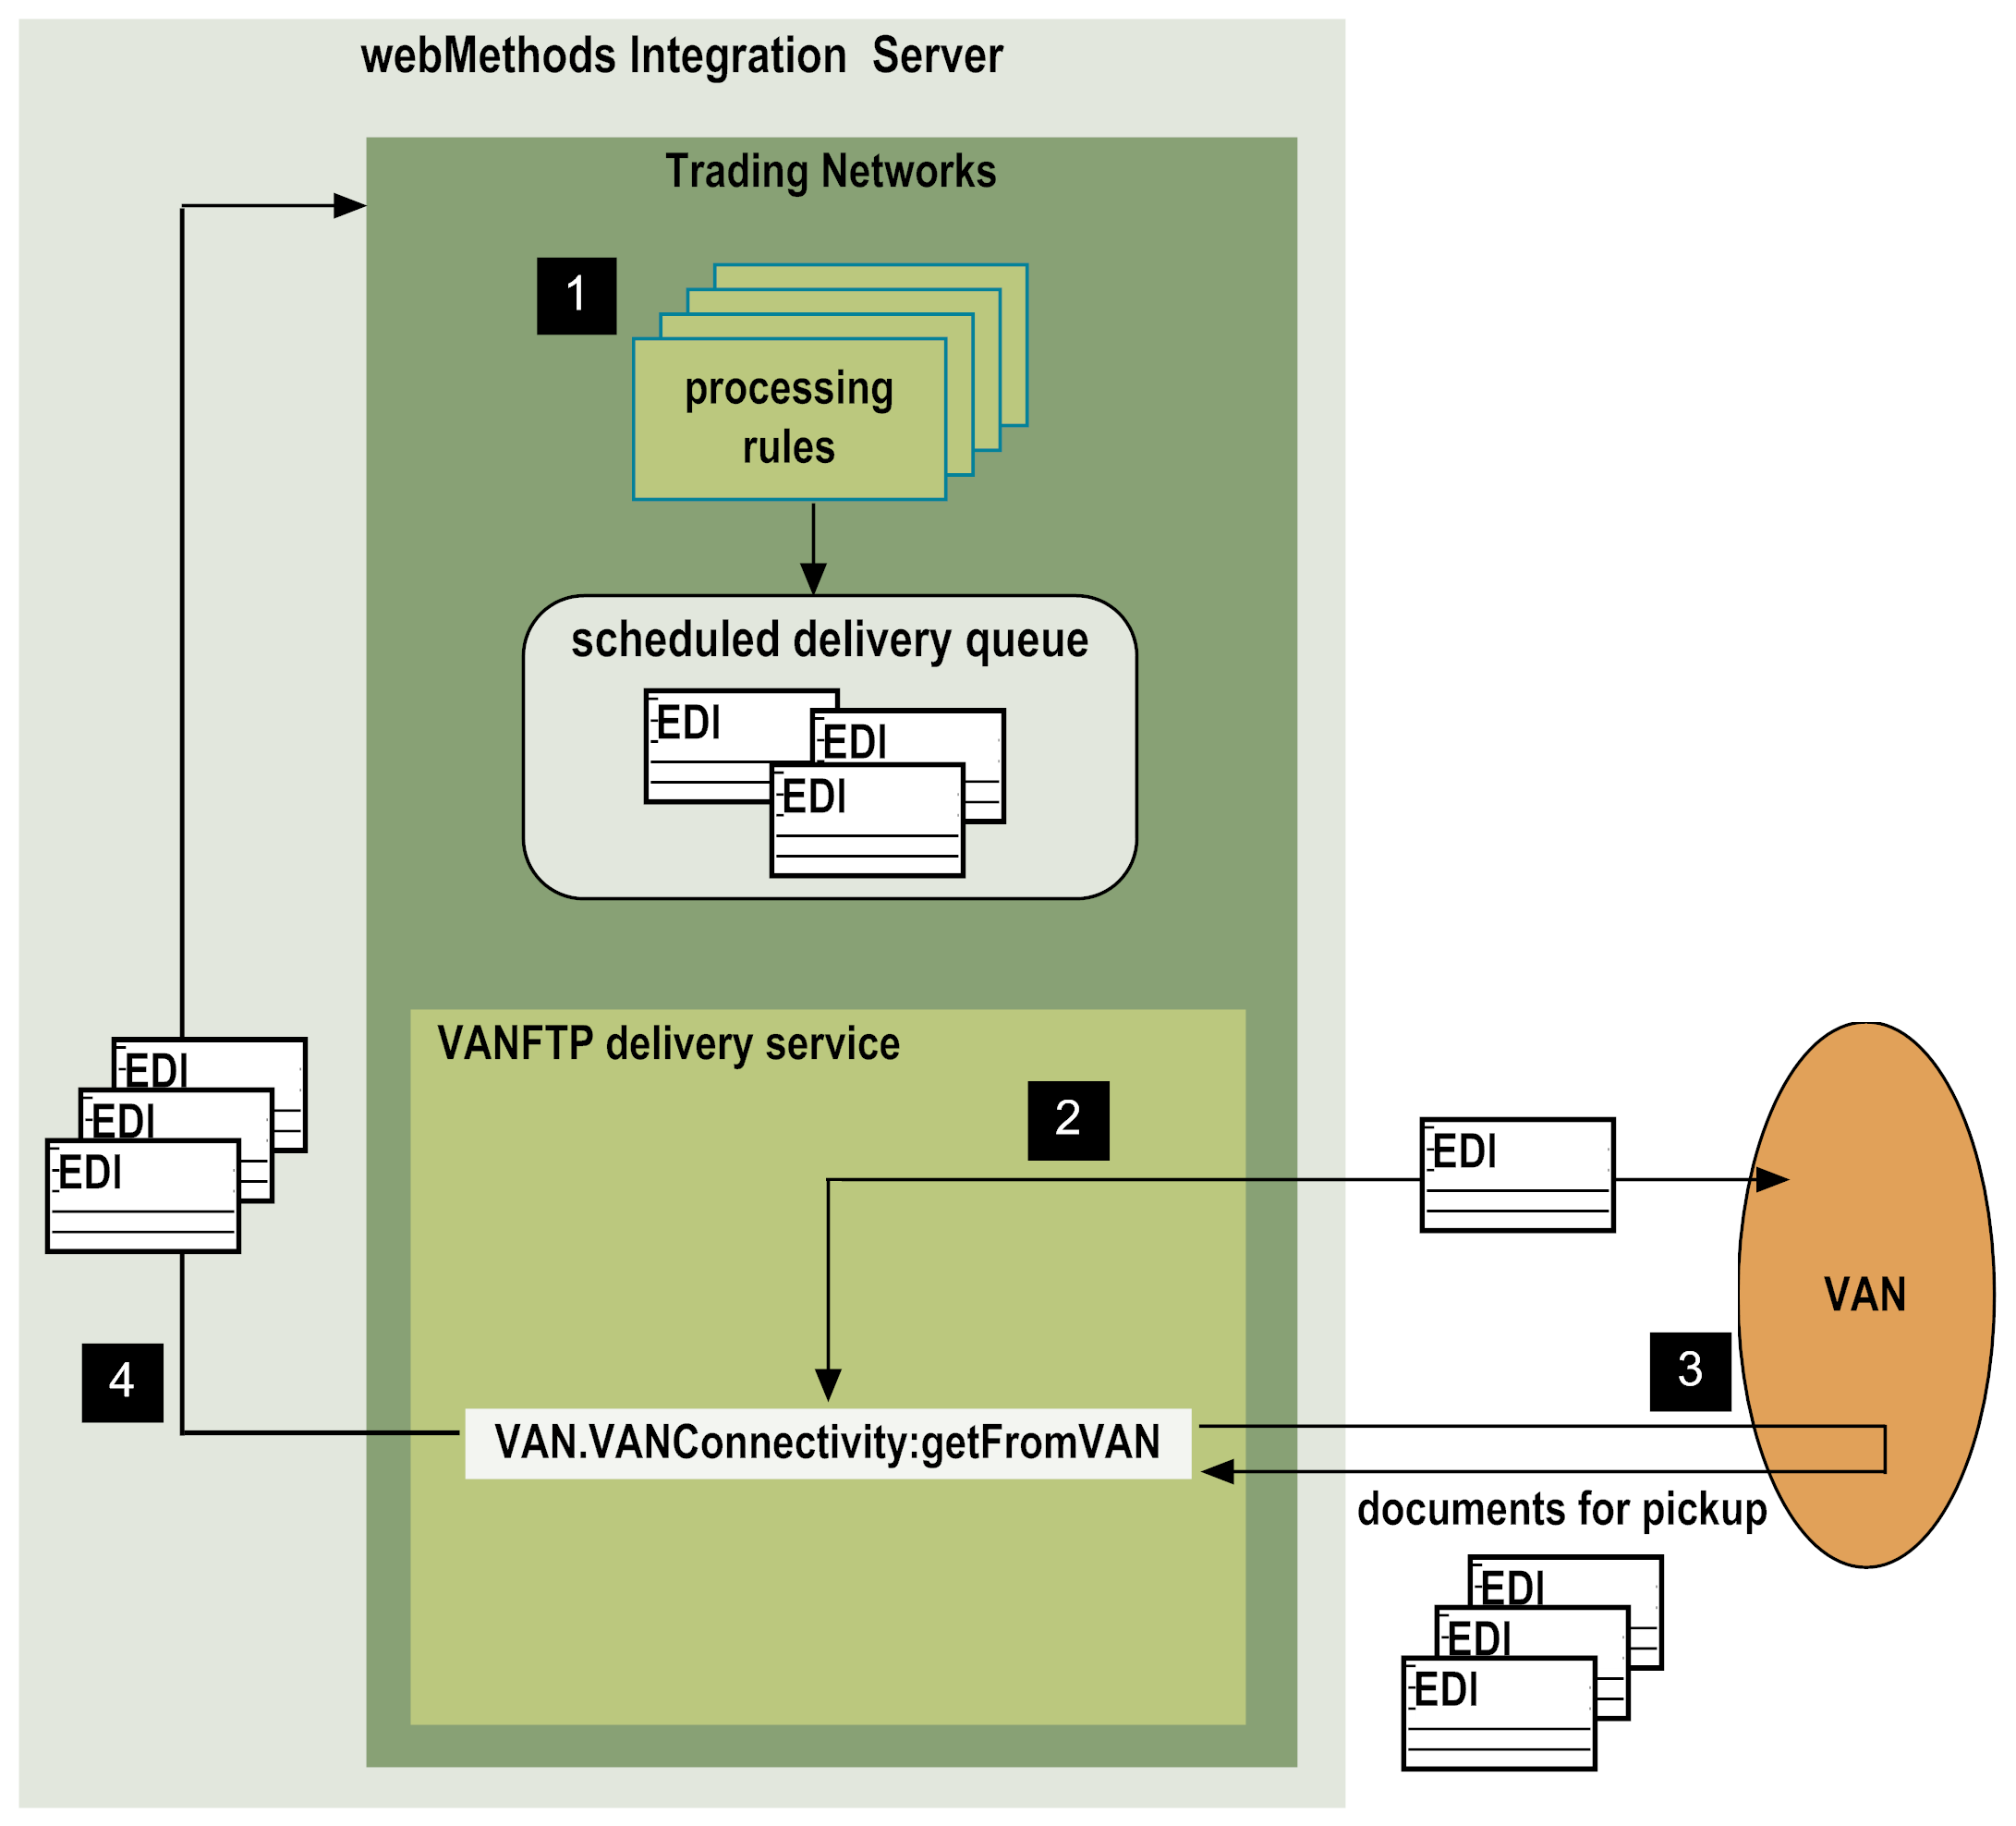 webMethods Integration Server
Trading Networks
1
processing
rules
scheduled delivery queue
EDI
EDI
EDI
VANFTP delivery service
2
EDI
EDI
EDI
EDI
VAN
3
4
VAN.VANConnectivity:getFromVAN
documents for pickup
EDI
EDI
EDI